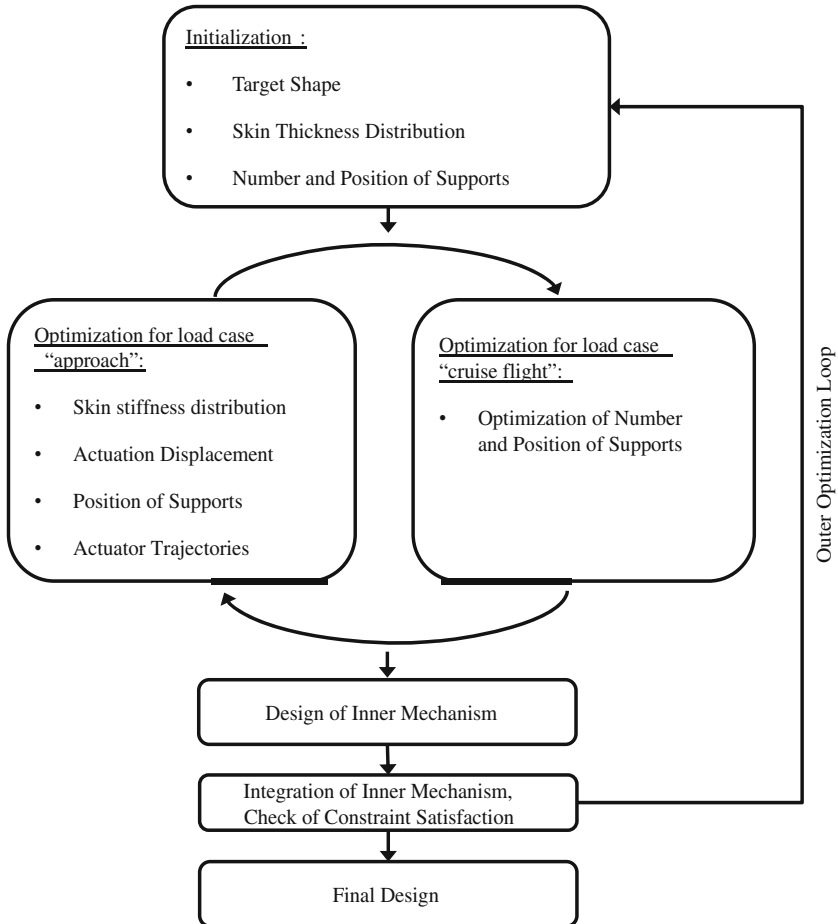 Initialization :
• Target Shape
• Skin Thickness Distribution
• Number and Position of Supports
Optimization for load case
“approach”:
• Skin stiffness distribution
• Actuation Displacement
• Position of Supports
• Actuator Trajectories
Optimization for load case
“cruise flight”:
• Optimization of Number
and Position of Supports
Outer Optimization Loop
Design of Inner Mechanism
Integration of Inner Mechanism,
Check of Constraint Satisfaction
Final Design